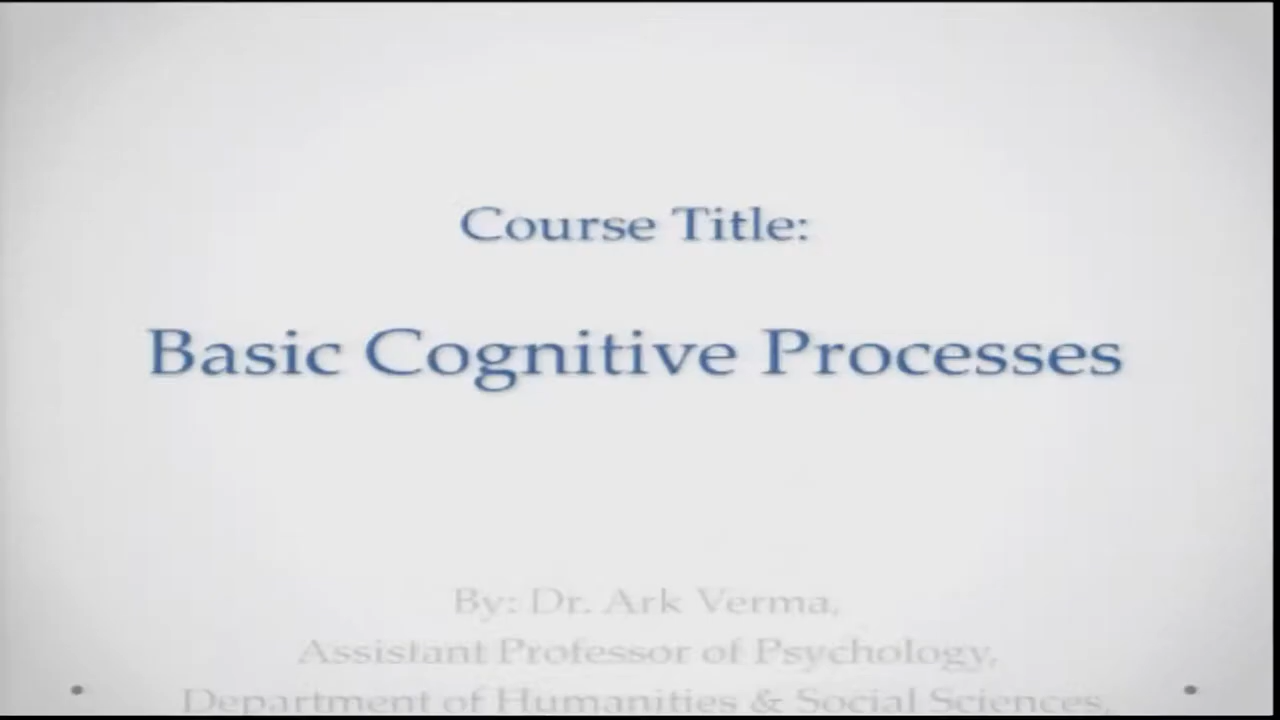 Course Title:
Basic Cognitive Processes
By: Dr. Ark Verma,
Assistant Professor of Psychology,
Department of Humanities & Social Sciences,